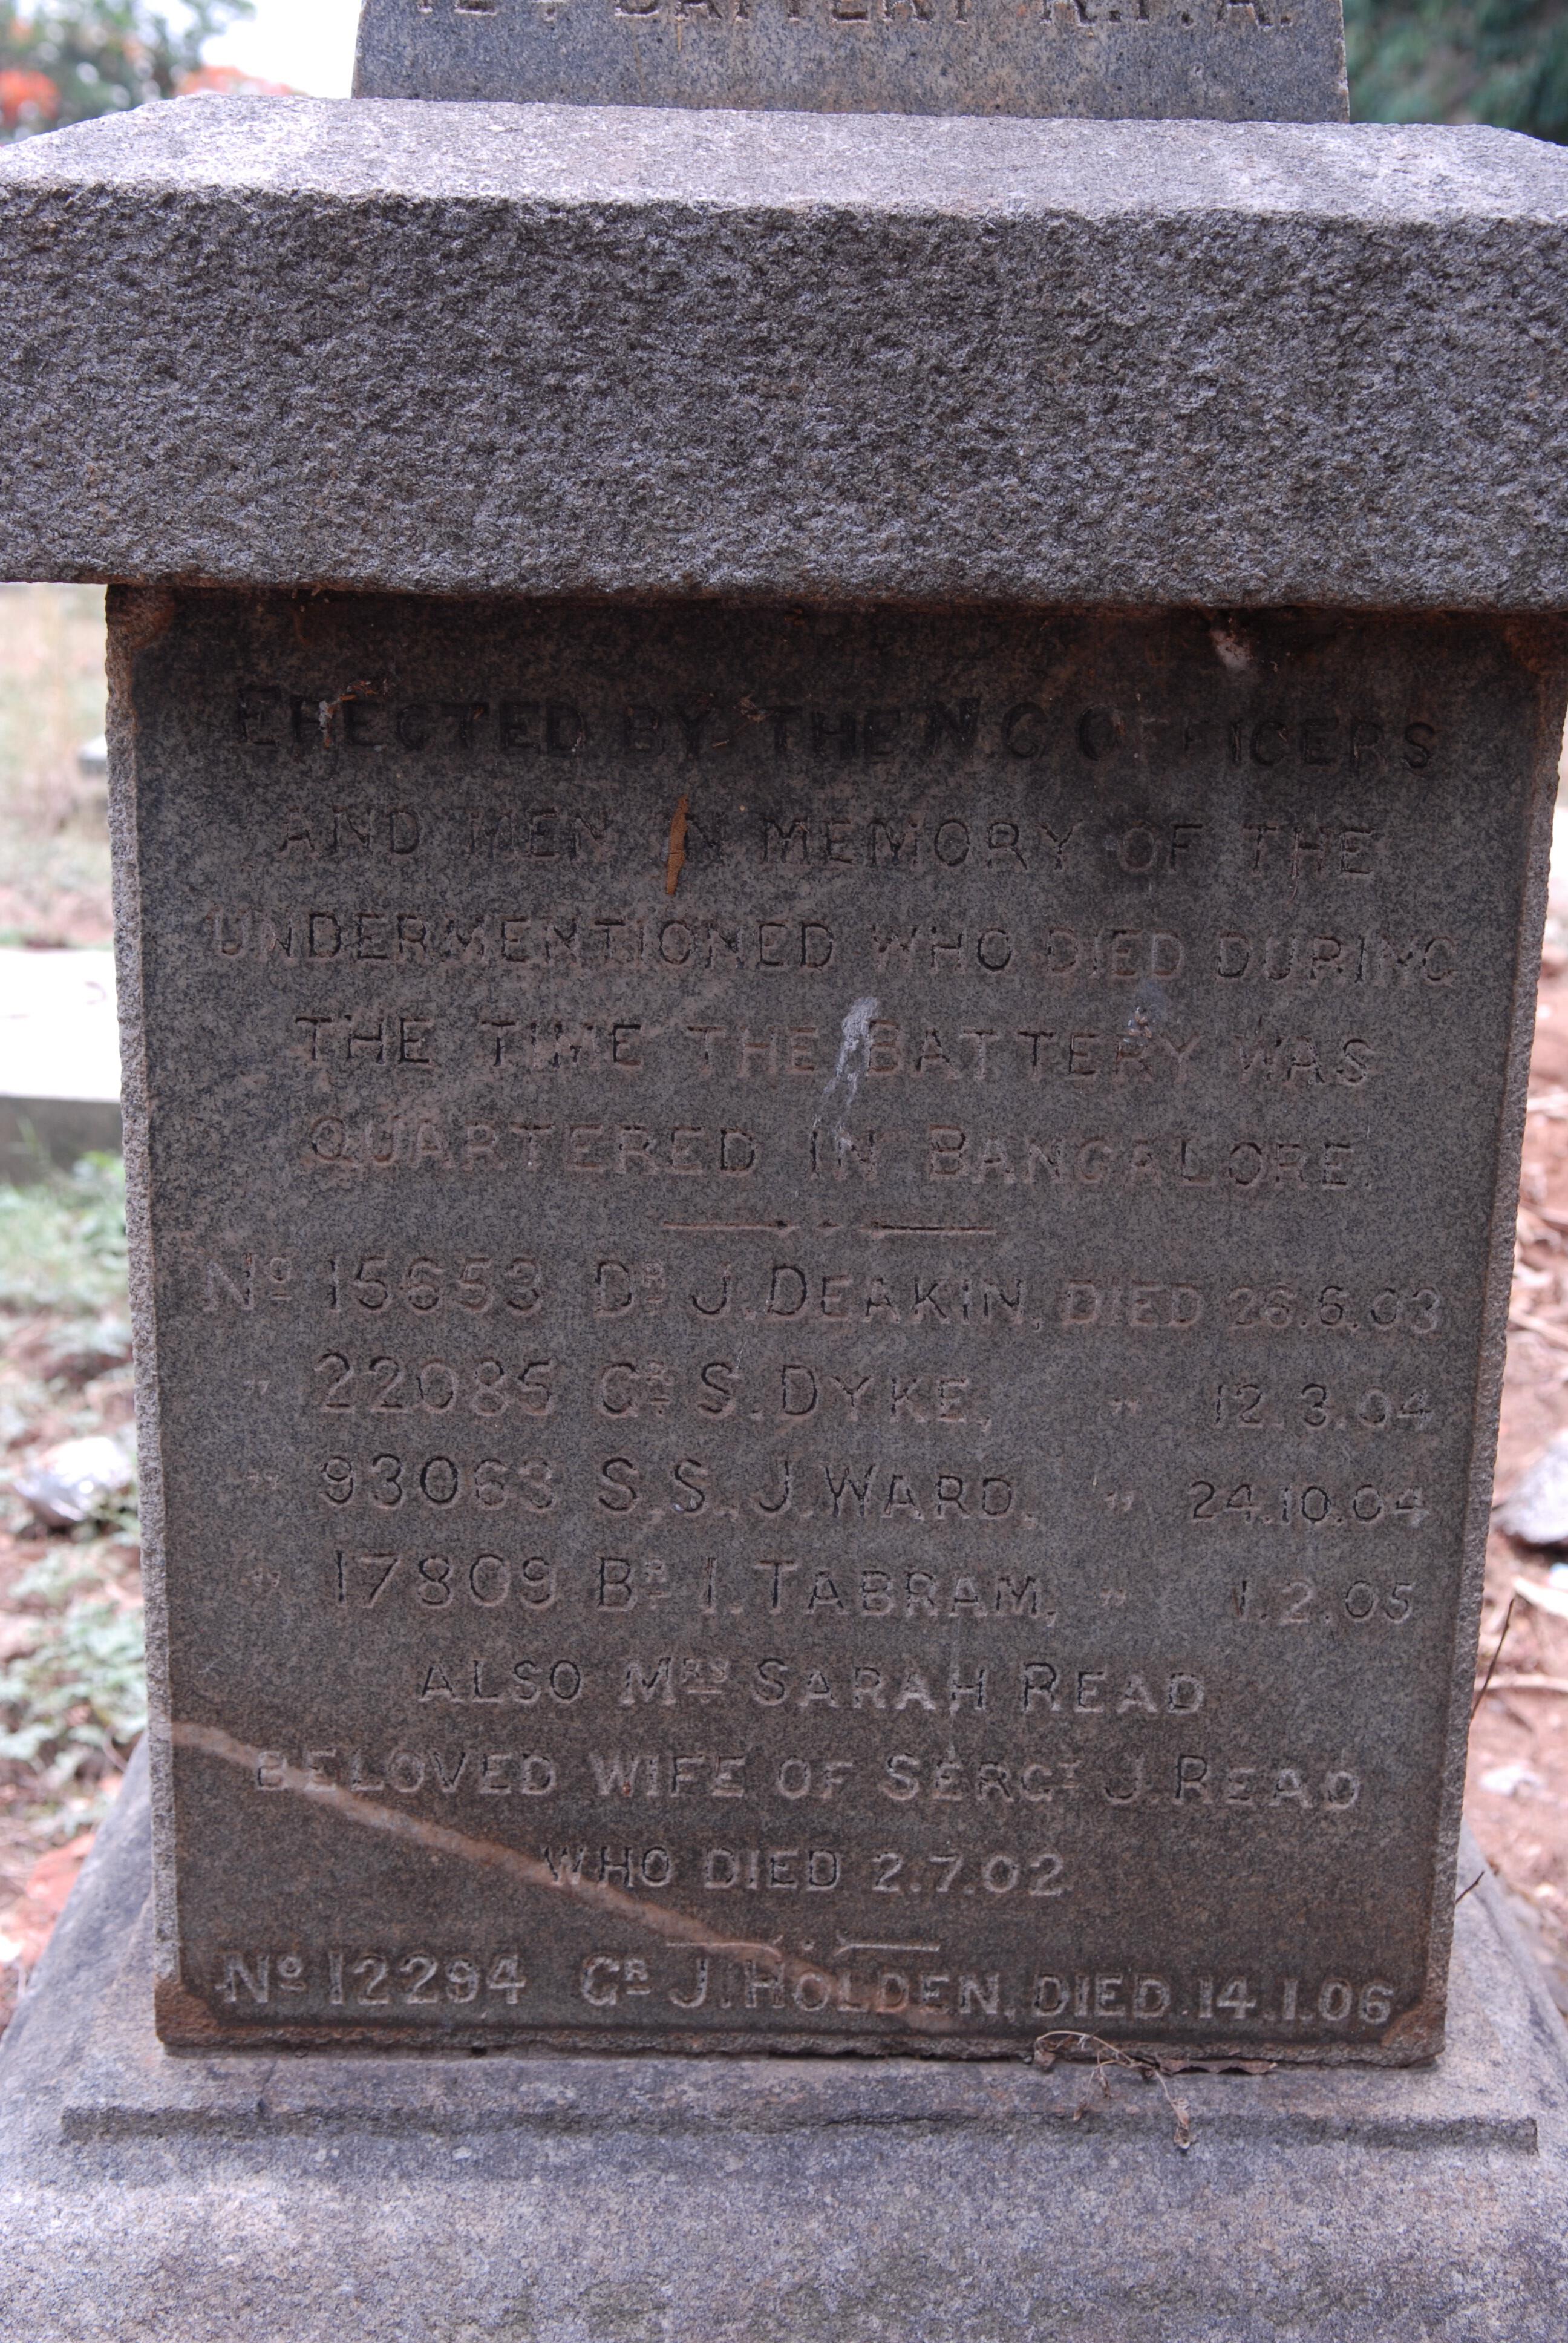 BATTERY R.F.A.
ERECTED BY THE N C OFFICERS
AND MEN IN MEMORY OF THE
UNDERMENTIONED WHO DIED DURING
THE TIME THE BATTERY WAS
QUARTERED IN BANGALORE.
No 15653 DR J. DEAKIN, DIED 26.6.03
" 22085 GR S. DYKE, " 12.3.04
" 93063 S.S. J. WARD, " 24.10.04
" 17809 BR I. TABRAM, " 1.2.05
ALSO MRS SARAH READ
BELOVED WIFE OF SERGT J. READ
WHO DIED 2.7.02
No 12294 GR J. HOLDEN, DIED 14.1.06